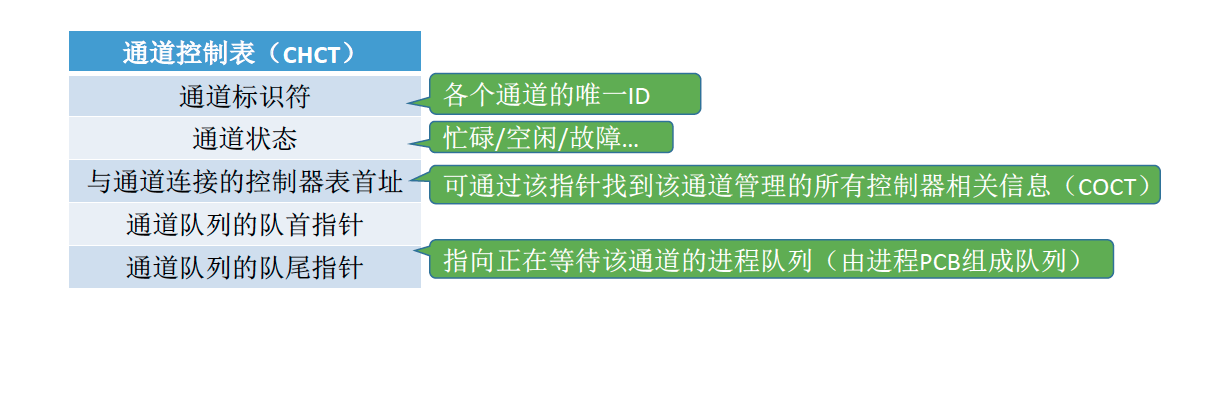 通道控制表（CHCT）
通道标识符
各个通道的唯一ID
通道状态
忙碌/空闲/故障...
与通道连接的控制器表首址
可通过该指针找到该通道管理的所有控制器相关信息（COCT）
通道队列的队首指针
通道队列的队尾指针
指向正在等待该通道的进程队列（由进程PCB组成队列）